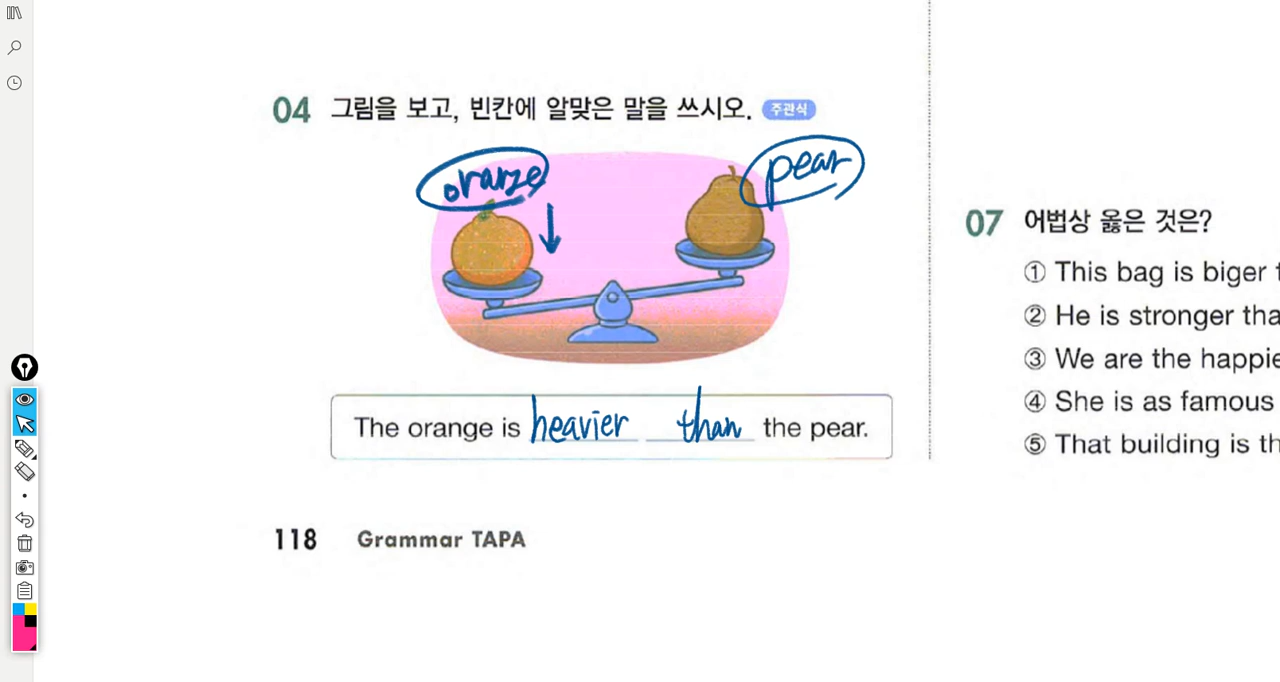 04 그림을 보고, 빈칸에 알맞은 말을 쓰시오. 주관식
orange
pear
The orange is heavier than the pear.
118 Grammar TAPA
07 어법상 옳은 것은?
① This bag is biger
② He is stronger tha
③ We are the happie
④ She is as famous
⑤ That building is th